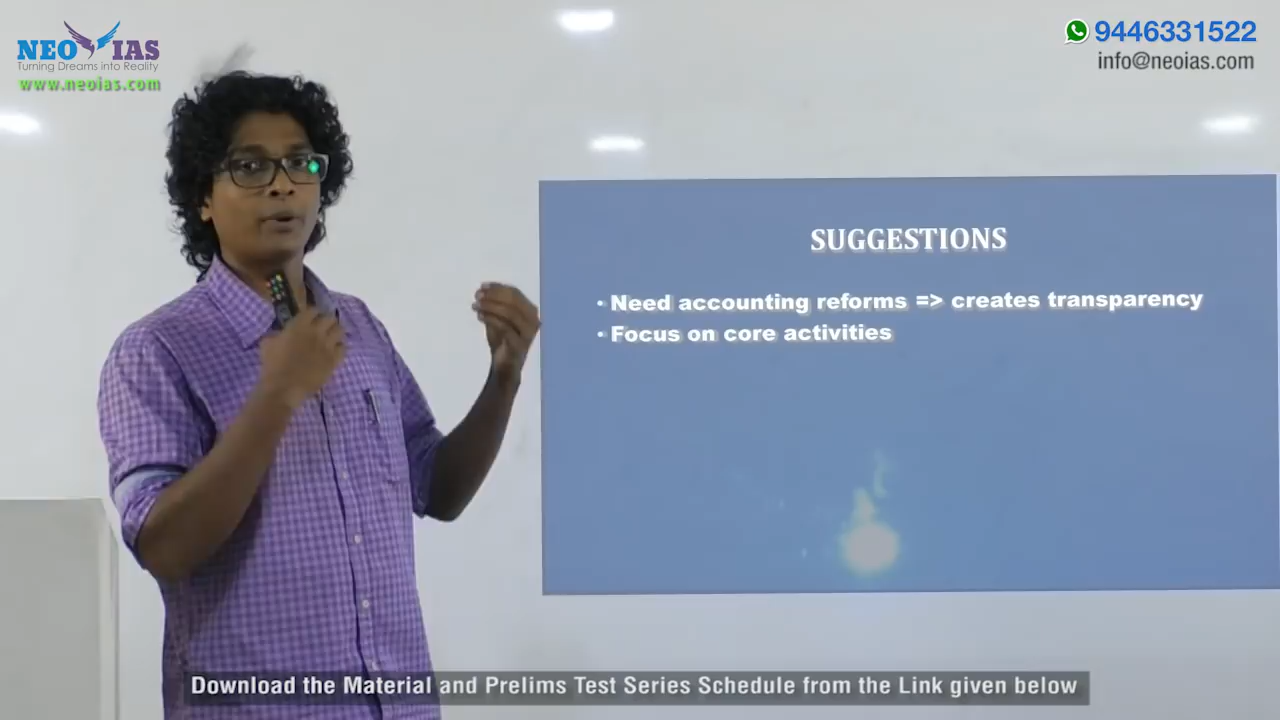 NEO IAS
Turning Dreams into Reality
www.neoias.com
9446331522
info@neoias.com
SUGGESTIONS
• Need accounting reforms => creates transparency
• Focus on core activities
Download the Material and Prelims Test Series Schedule from the Link given below